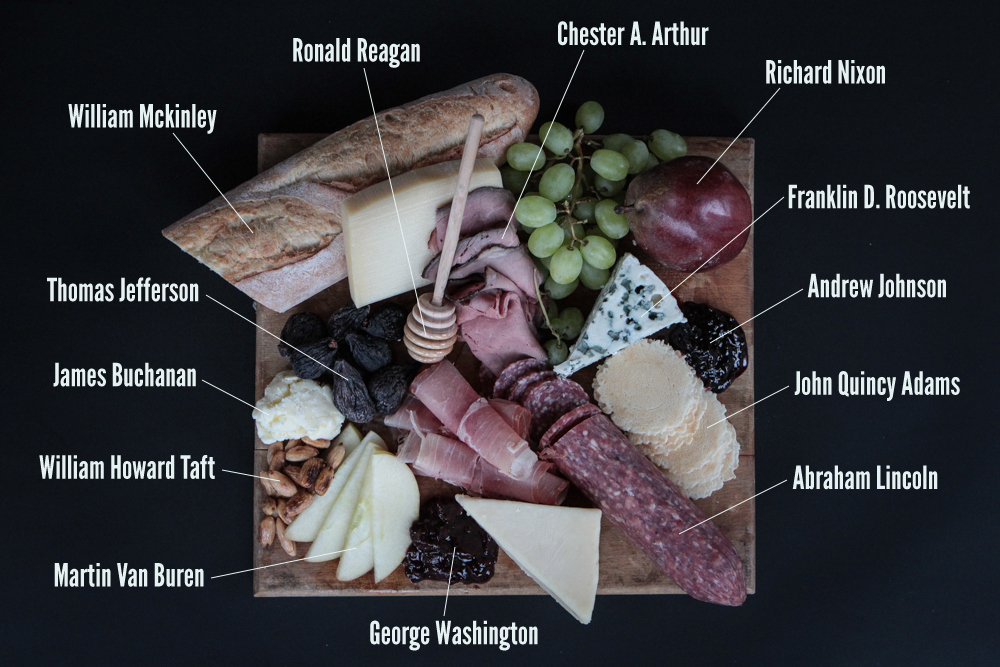 Chester A. Arthur
Ronald Reagan
Richard Nixon
William Mckinley
Franklin D. Roosevelt
Thomas Jefferson
Andrew Johnson
James Buchanan
John Quincy Adams
William Howard Taft
Abraham Lincoln
Martin Van Buren
George Washington